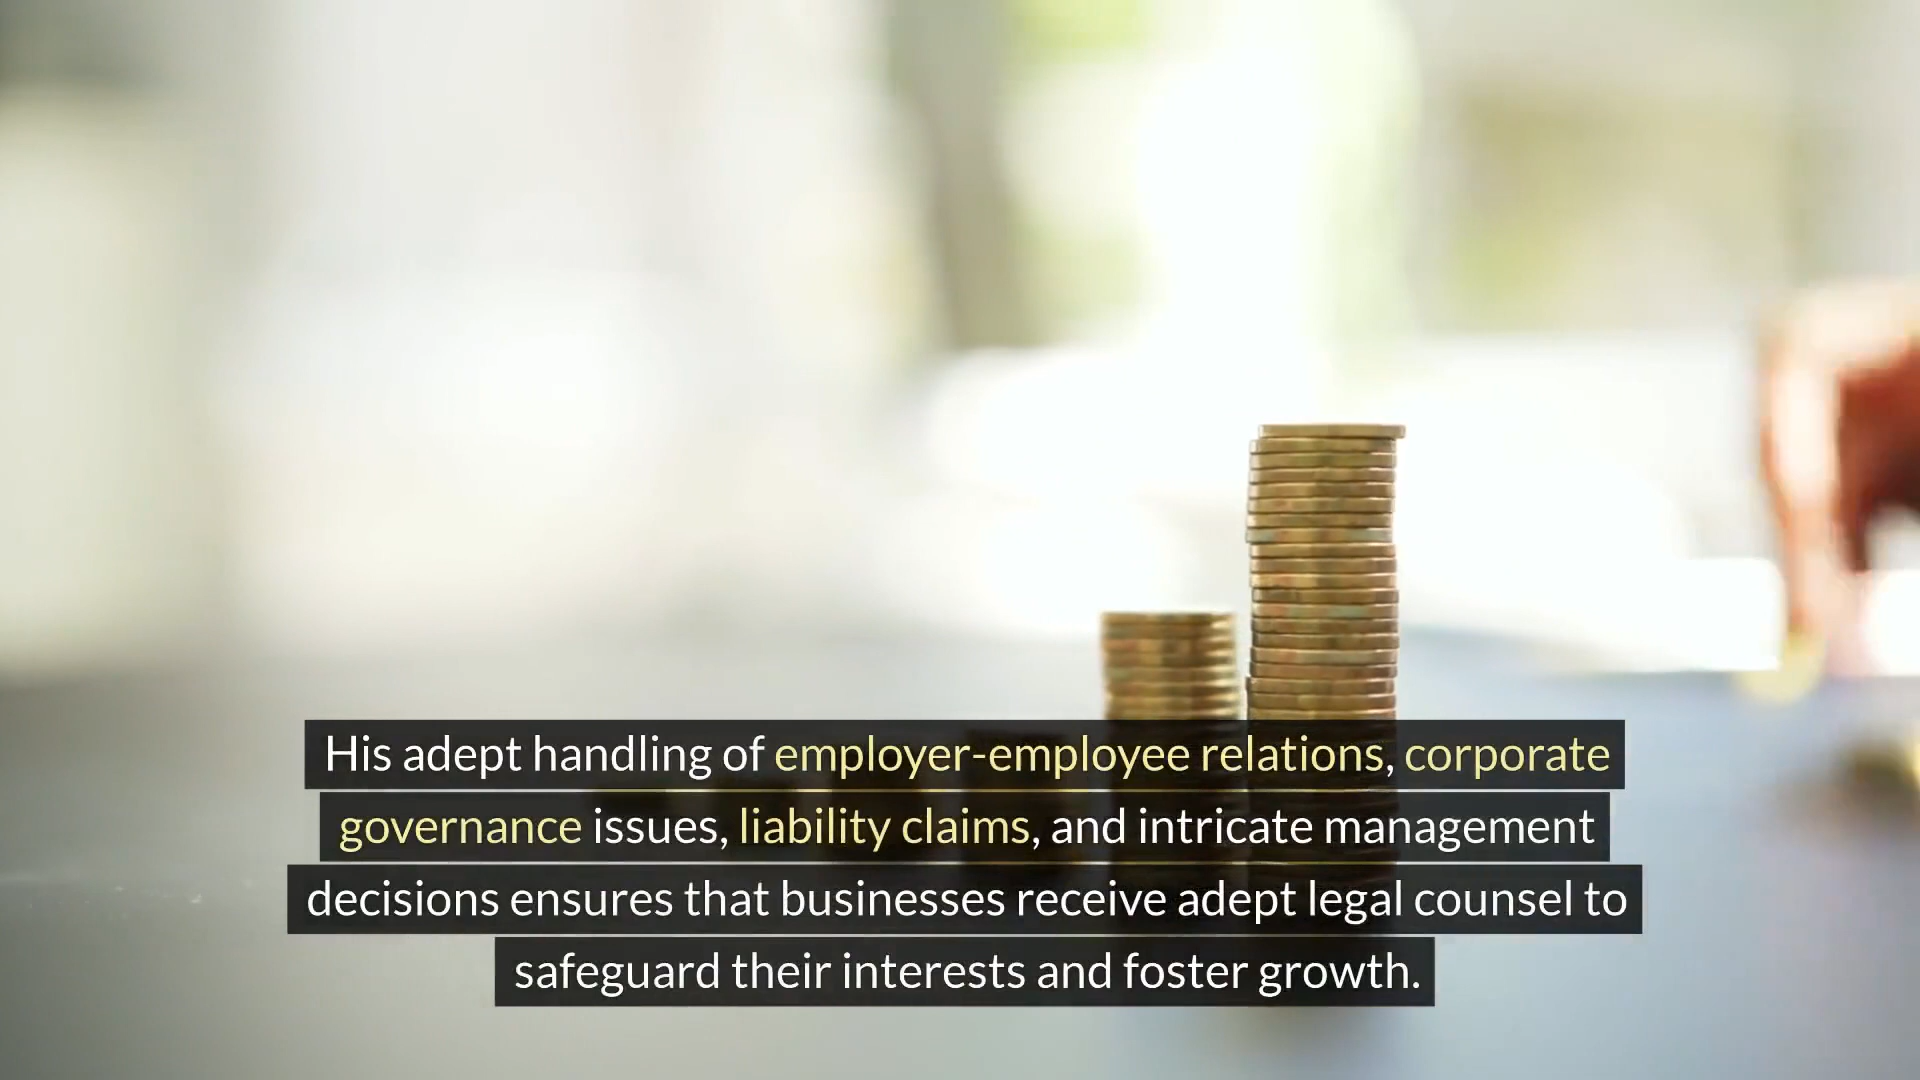 His adept handling of employer-employee relations, corporate
governance issues, liability claims, and intricate management
decisions ensures that businesses receive adept legal counsel to
safeguard their interests and foster growth.